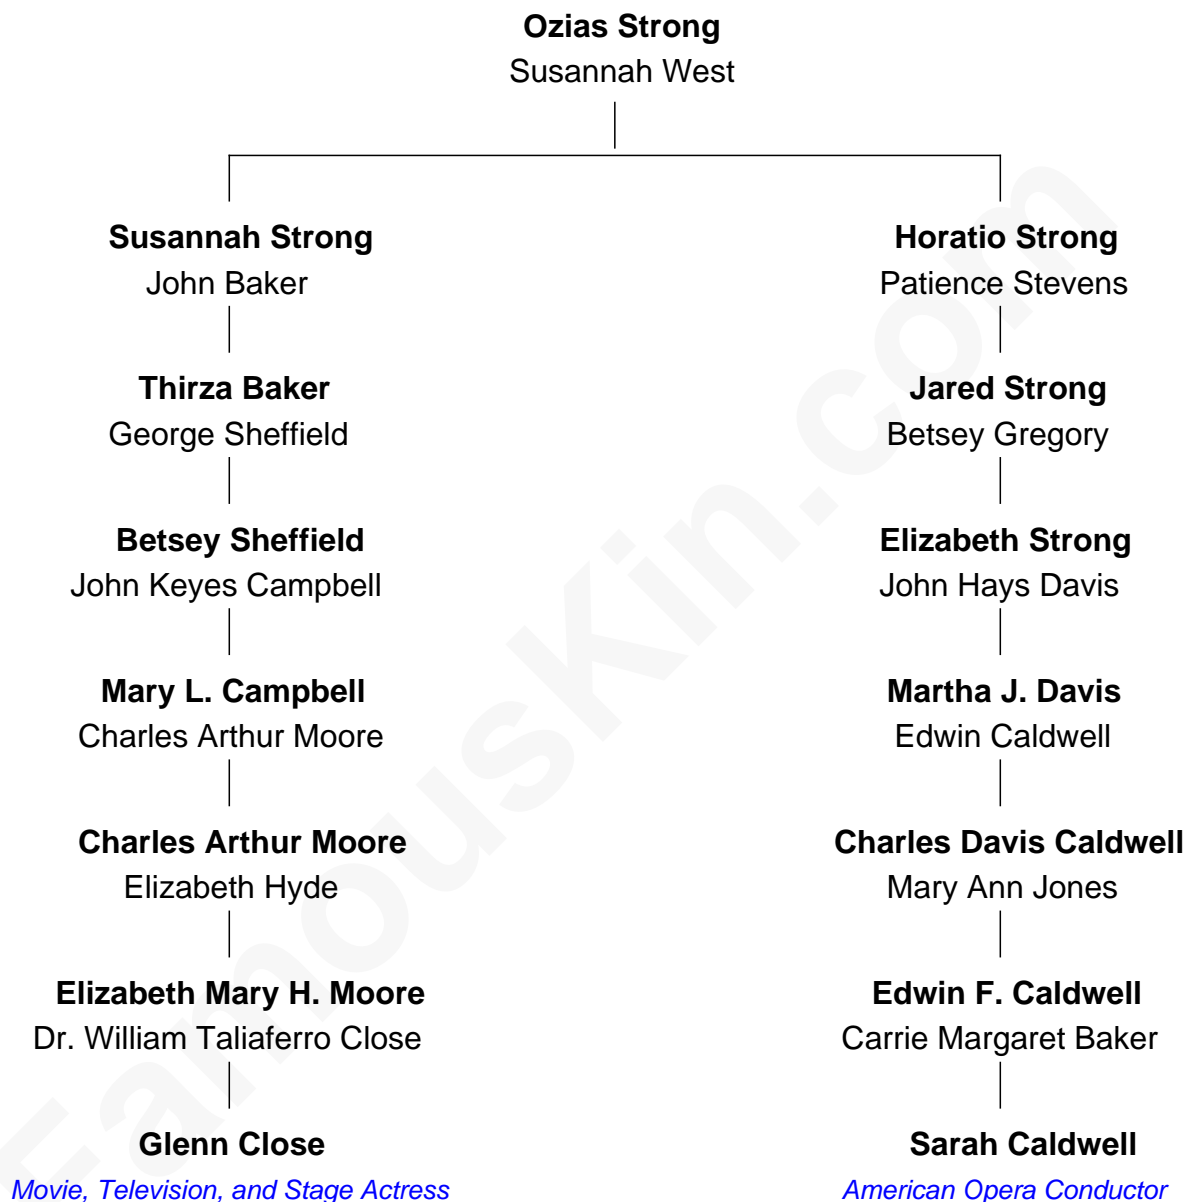 Ozias Strong
Susannah West
Susannah Strong
John Baker
Horatio Strong
Patience Stevens
Thirza Baker
George Sheffield
Jared Strong
Betsey Gregory
Betsey Sheffield
John Keyes Campbell
Elizabeth Strong
John Hays Davis
Mary L. Campbell
Charles Arthur Moore
Martha J. Davis
Edwin Caldwell
Charles Arthur Moore
Elizabeth Hyde
Charles Davis Caldwell
Mary Ann Jones
Elizabeth Mary H. Moore
Dr. William Taliaferro Close
Edwin F. Caldwell
Carrie Margaret Baker
Glenn Close
Movie, Television, and Stage Actress
Sarah Caldwell
American Opera Conductor
FamousKin.com